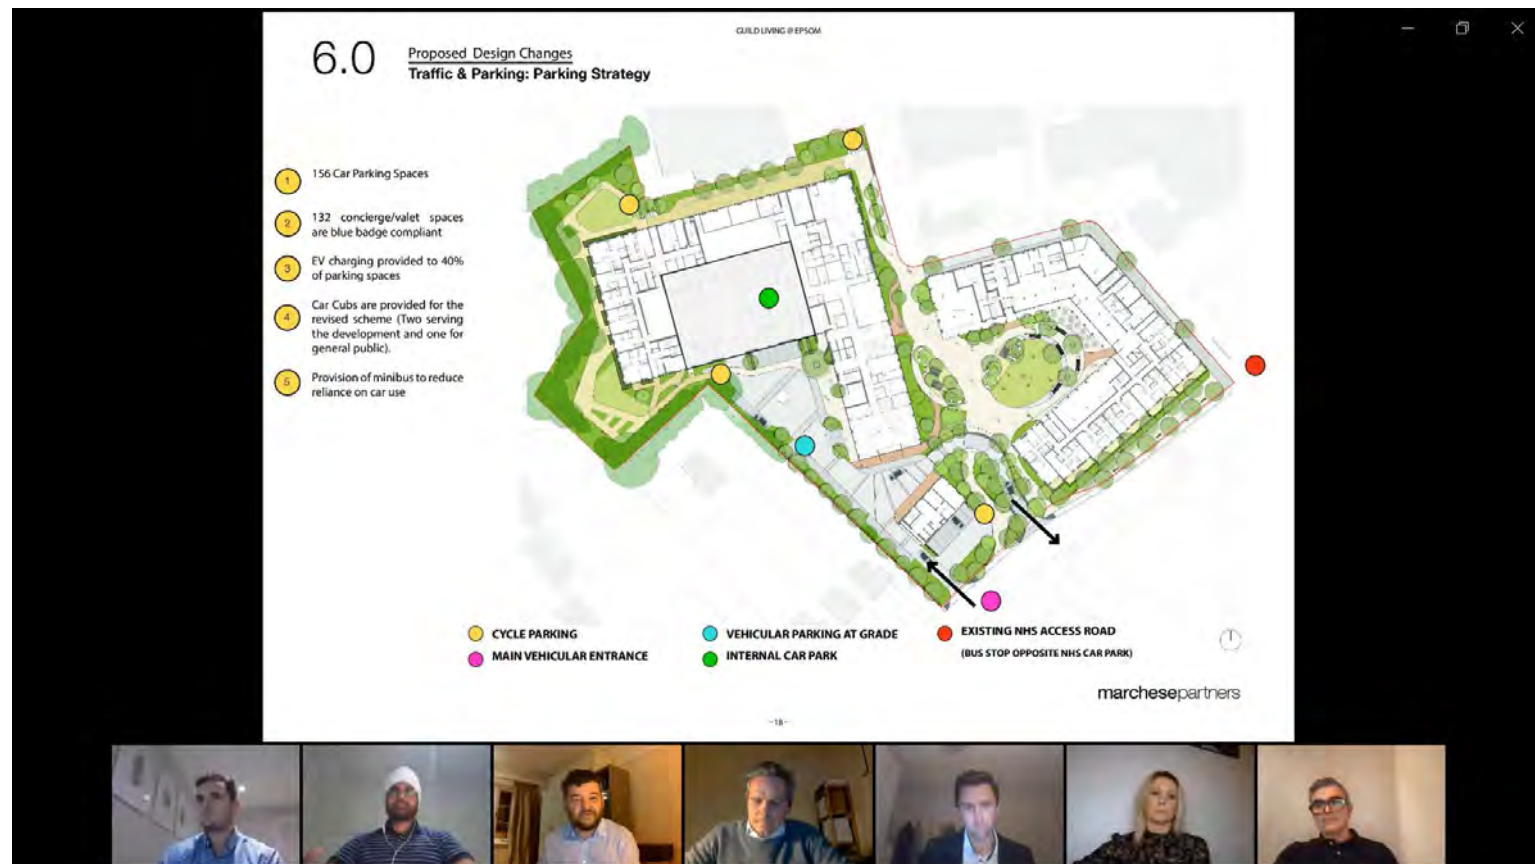 GUILD LIVING @ EPSOM
6.0
Proposed Design Changes
Traffic & Parking: Parking Strategy
1
156 Car Parking Spaces
2
132 concierge/valet spaces
are blue badge compliant
3
EV charging provided to 40%
of parking spaces
4
Car Cubs are provided for the
revised scheme (Two serving
the development and one for
general public).
5
Provision of minibus to reduce
reliance on car use
CYCLE PARKING
MAIN VEHICULAR ENTRANCE
VEHICULAR PARKING AT GRADE
INTERNAL CAR PARK
EXISTING NHS ACCESS ROAD
(BUS STOP OPPOSITE NHS CAR PARK)
marchesepartners
-18-